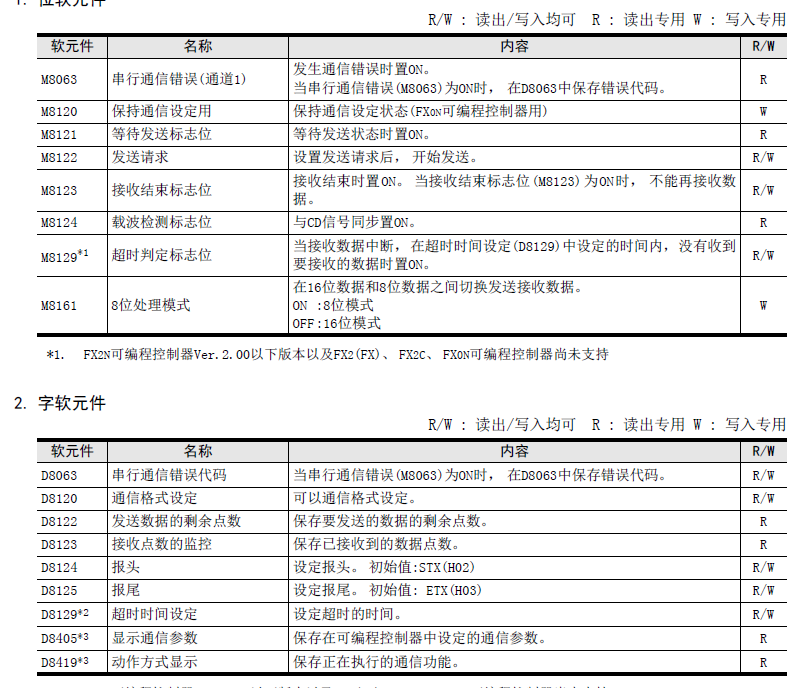 1. 位软元件
R/W : 读出/写入均可 R : 读出专用 W : 写入专用
软元件 名称 内容 R/W
M8063 串行通信错误(通道1) 发生通信错误时置ON。
当串行通信错误(M8063)为ON时， 在D8063中保存错误代码。 R
M8120 保持通信设定用 保持通信设定状态(FX0N可编程控制器用) W
M8121 等待发送标志位 等待发送状态时置ON。 R
M8122 发送请求 设置发送请求后， 开始发送。 R/W
M8123 接收结束标志位 接收结束时置ON。 当接收结束标志位(M8123)为ON时， 不能再接收数
据。 R/W
M8124 载波检测标志位 与CD信号同步置ON。 R
M8129*1 超时判定标志位 当接收数据中断， 在超时时间设定(D8129)中设定的时间内，没有收到
要接收的数据时置ON。 R/W
M8161 8位处理模式 在16位数据和8位数据之间切换发送接收数据。
ON :8位模式
OFF:16位模式 W
*1. FX2N可编程控制器Ver.2.00以下版本以及FX2(FX)、 FX2C、 FX0N可编程控制器尚未支持
2. 字软元件
R/W : 读出/写入均可 R : 读出专用 W : 写入专用
软元件 名称 内容 R/W
D8063 串行通信错误代码 当串行通信错误(M8063)为ON时， 在D8063中保存错误代码。 R/W
D8120 通信格式设定 可以通信格式设定。 R/W
D8122 发送数据的剩余点数 保存要发送的数据的剩余点数。 R
D8123 接收点数的监控 保存已接收到的数据点数。 R
D8124 报头 设定报头。 初始值:STX(H02) R/W
D8125 报尾 设定报尾。 初始值: ETX(H03) R/W
D8129*2 超时时间设定 设定超时的时间。 R/W
D8405*3 显示通信参数 保存在可编程控制器中设定的通信参数。 R
D8419*3 动作方式显示 保存正在执行的通信功能。 R